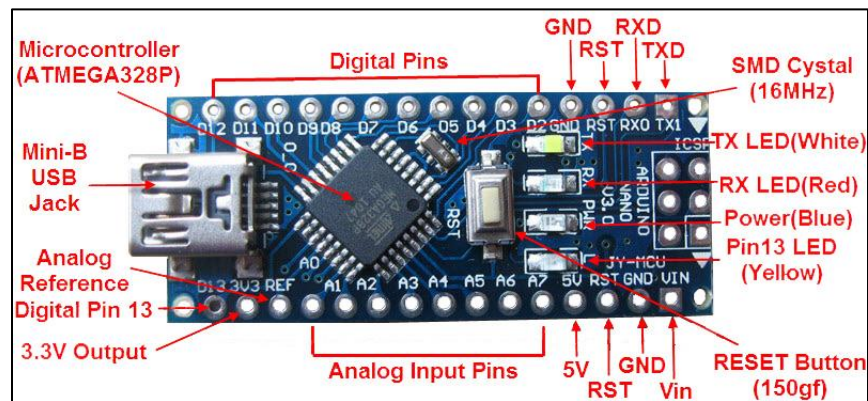 Microcontroller
(ATMEGA328P)
Digital Pins
GND
RST
RXD
TXD
SMD Cystal
(16MHz)
D12 D11 D10 D9 D8 D7 D6 D5 D4 D3 D2 GND RST RX0 TX1
ICSP
TX LED(White)
Mini-B
USB
Jack
RX LED(Red)
ARDUINO
NANO
V3.0
RST
PWR
Power(Blue)
Analog
Reference
Pin13 LED
(Yellow)
JY-MCU
L
D13 3V3 REF A0 A1 A2 A3 A4 A5 A6 A7 5V RST GND VIN
Digital Pin 13
3.3V Output
Analog Input Pins
5V
RST
GND
Vin
RESET Button
(150gf)